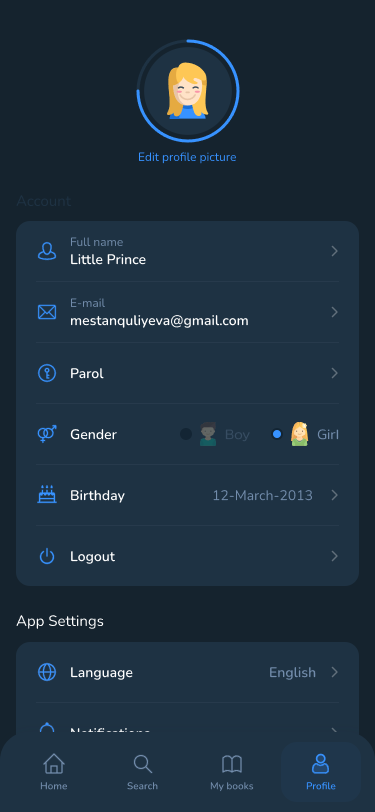 Edit profile picture
Account
Full name
Little Prince
E-mail
mestanquliyeva@gmail.com
Parol
Gender
Boy
Girl
Birthday
12-March-2013
Logout
App Settings
Language
English
Notifications
Home
Search
My books
Profile